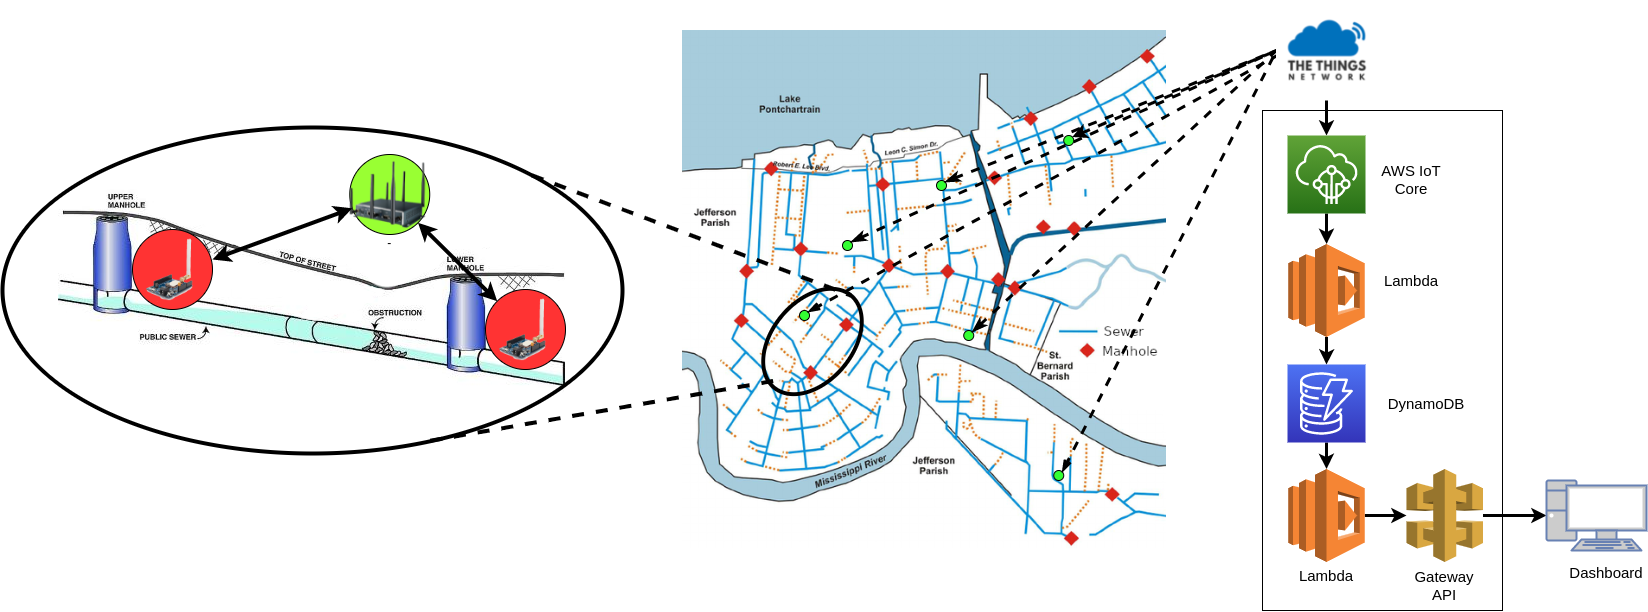 UPPER
MANHOLE
TOP OF STREET
LOWER
MANHOLE
OBSTRUCTION
PUBLIC SEWER
Lake
Pontchartrain
Leon C. Simon Dr.
Robert E. Lee Blvd.
Jefferson
Parish
Sewer
Manhole
St.
Bernard
Parish
Jefferson
Parish
Mississippi River
THE THINGS
NETWORK
AWS IoT
Core
Lambda
DynamoDB
Lambda
Gateway
API
Dashboard